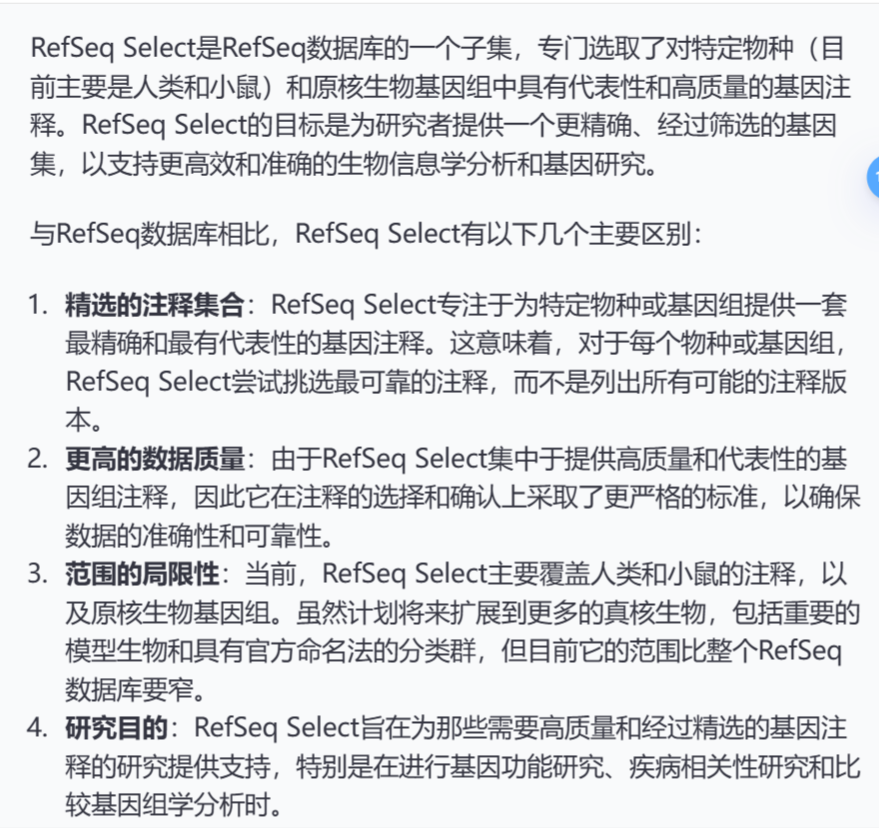 RefSeq Select是RefSeq数据库的一个子集，专门选取了对特定物种（目
前主要是人类和小鼠）和原核生物基因组中具有代表性和高质量的基因注
释。RefSeq Select的目标是为研究者提供一个更精确、经过筛选的基因
集，以支持更高效和准确的生物信息学分析和基因研究。
与RefSeq数据库相比，RefSeq Select有以下几个主要区别：
1. 精选的注释集合：RefSeq Select专注于为特定物种或基因组提供一套
最精确和最有代表性的基因注释。这意味着，对于每个物种或基因组，
RefSeq Select尝试挑选最可靠的注释，而不是列出所有可能的注释版
本。
2. 更高的数据质量：由于RefSeq Select集中于提供高质量和代表性的基
因组注释，因此它在注释的选择和确认上采取了更严格的标准，以确保
数据的准确性和可靠性。
3. 范围的局限性：当前，RefSeq Select主要覆盖人类和小鼠的注释，以
及原核生物基因组。虽然计划将来扩展到更多的真核生物，包括重要的
模型生物和具有官方命名法的分类群，但目前它的范围比整个RefSeq
数据库要窄。
4. 研究目的：RefSeq Select旨在为那些需要高质量和经过精选的基因注
释的研究提供支持，特别是在进行基因功能研究、疾病相关性研究和比
较基因组学分析时。